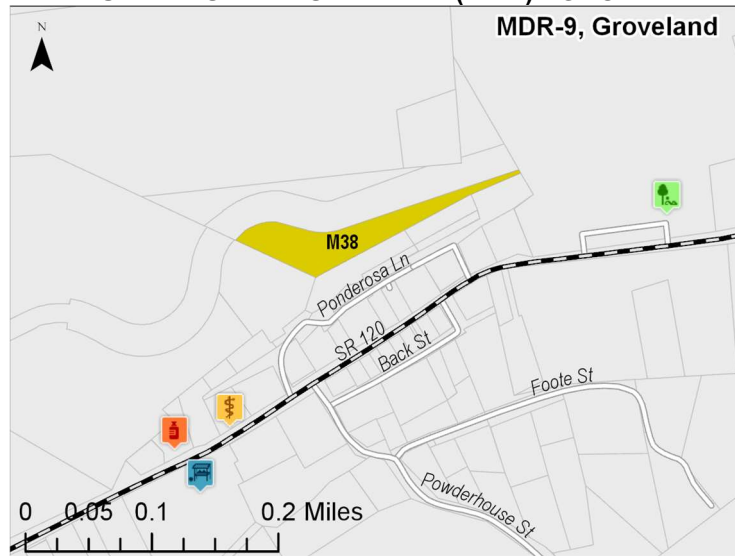 MDR-9, Groveland
N
M38
Ponderosa Ln
SR 120
Back St
Foote St
Powderhouse St
0 0.05 0.1 0.2 Miles